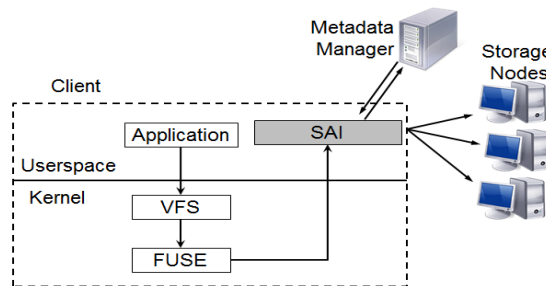 Metadata
Manager
Storage
Nodes
Client
Application
SAI
Userspace
Kernel
VFS
FUSE